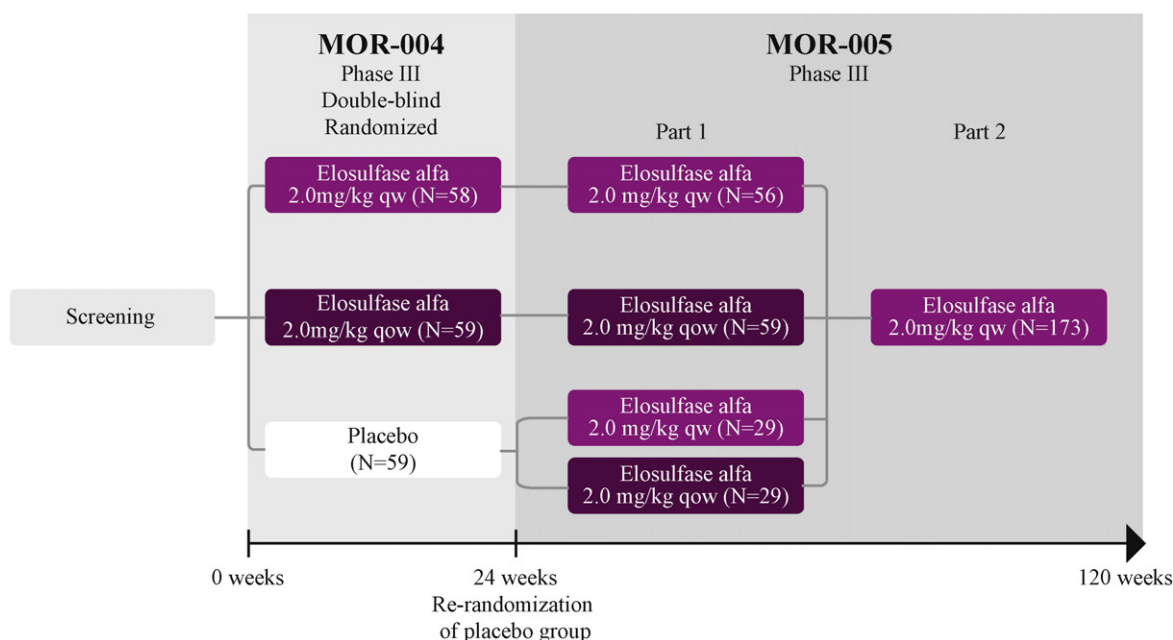 MOR-004
Phase III
Double-blind
Randomized
MOR-005
Phase III
Part 1
Part 2
Screening
Elosulfase alfa
2.0mg/kg qw (N=58)
Elosulfase alfa
2.0mg/kg qow (N=59)
Placebo
(N=59)
Elosulfase alfa
2.0 mg/kg qw (N=56)
Elosulfase alfa
2.0 mg/kg qow (N=59)
Elosulfase alfa
2.0 mg/kg qw (N=29)
Elosulfase alfa
2.0 mg/kg qow (N=29)
Elosulfase alfa
2.0mg/kg qw (N=173)
0 weeks
24 weeks
Re-randomization
of placebo group
120 weeks